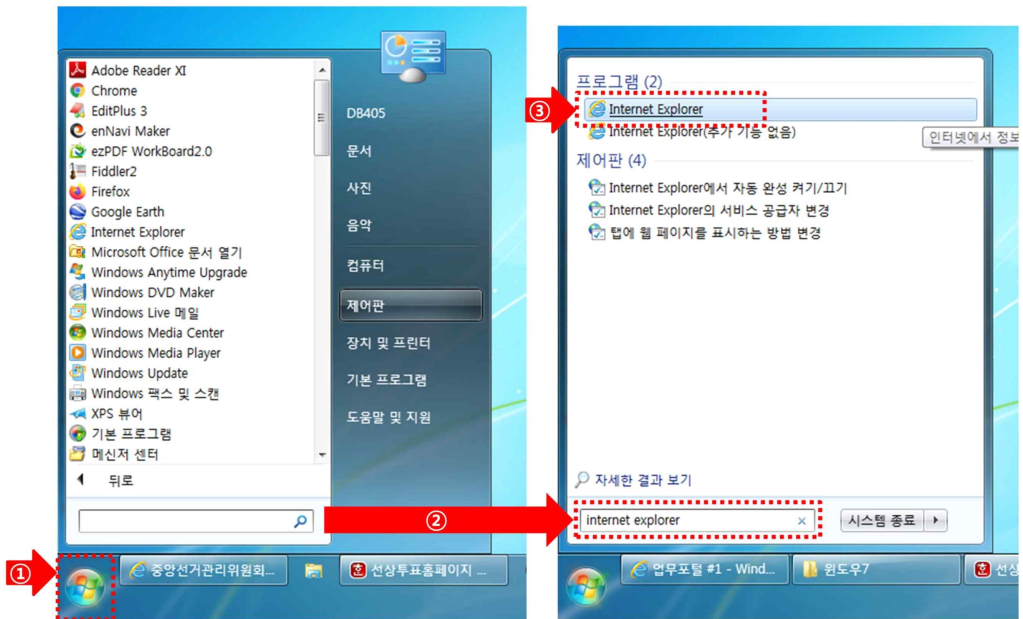 Adobe Reader XI
Chrome
EditPlus 3
enNavi Maker
ezPDF WorkBoard2.0
Fiddler2
Firefox
Google Earth
Internet Explorer
Microsoft Office 문서 열기
Windows Anytime Upgrade
Windows DVD Maker
Windows Live 메일
Windows Media Center
Windows Media Player
Windows Update
Windows 팩스 및 스캔
XPS 뷰어
기본 프로그램
메신저 센터
뒤로
DB405
문서
사진
음악
컴퓨터
제어판
장치 및 프린터
기본 프로그램
도움말 및 지원
①
중앙선거관리위원회...
선상투표홈페이지 ...
②
프로그램 (2)
③
Internet Explorer
Internet Explorer(추가 기능 없음)
인터넷에서 정보
제어판 (4)
Internet Explorer에서 자동 완성 켜기/끄기
Internet Explorer의 서비스 공급자 변경
탭에 웹 페이지를 표시하는 방법 변경
자세한 결과 보기
internet explorer
시스템 종료
업무포털 #1 - Wind...
윈도우7
선상